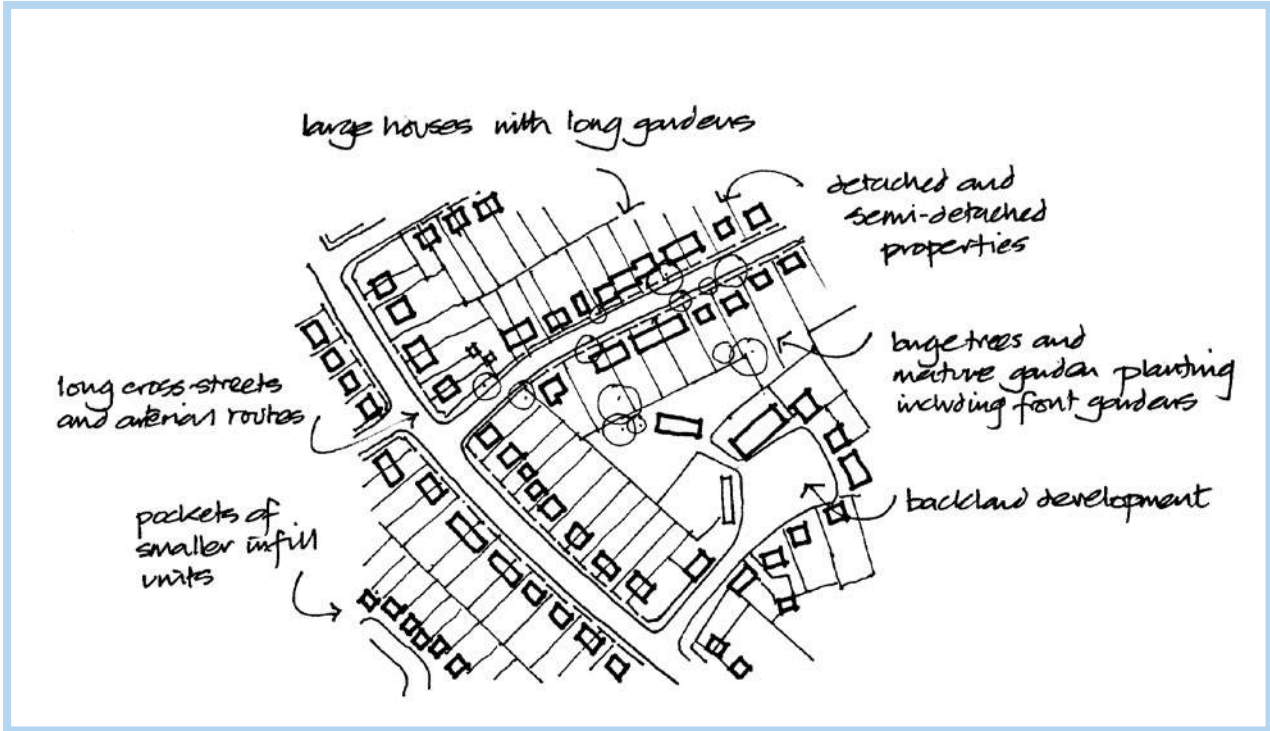 large houses with long gardens
detached and
semi-detached
properties
large trees and
mature garden planting
including front gardens
long cross-streets
and arterial routes
backland development
pockets of
smaller infill
units